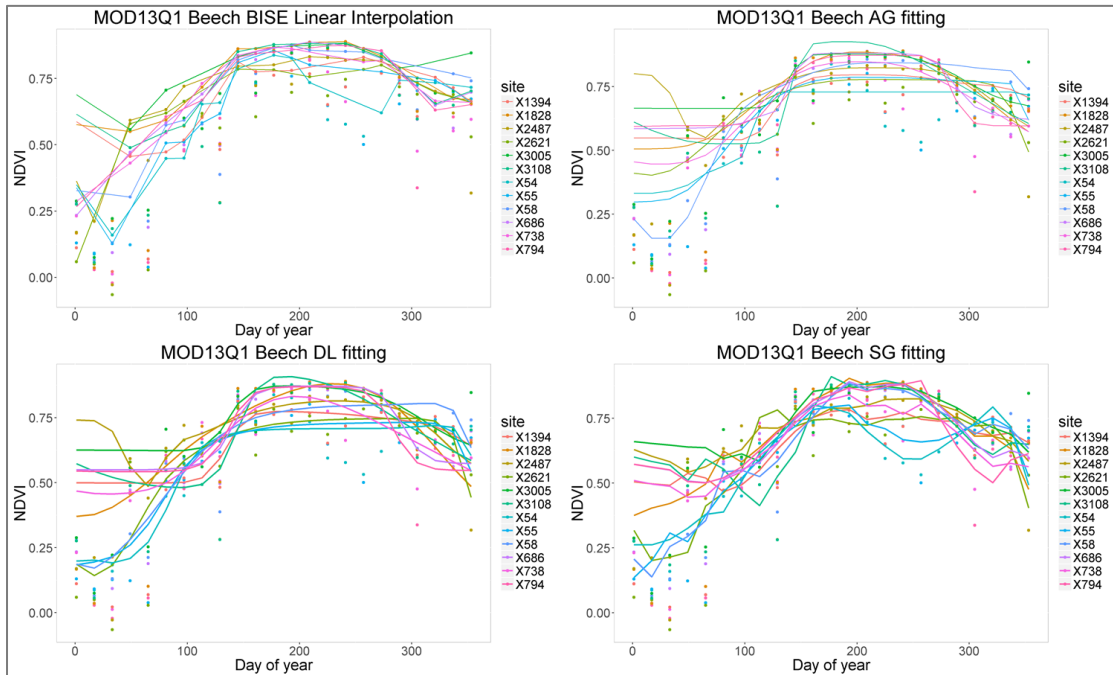 MOD13Q1 Beech BISE Linear Interpolation
0.75
0.50
0.25
0.00
NDVI
0
100
200
300
Day of year
site
X1394
X1828
X2487
X2621
X3005
X3108
X54
X55
X58
X686
X738
X794
MOD13Q1 Beech AG fitting
0.75
0.50
0.25
0.00
NDVI
0
100
200
300
Day of year
site
X1394
X1828
X2487
X2621
X3005
X3108
X54
X55
X58
X686
X738
X794
MOD13Q1 Beech DL fitting
0.75
0.50
0.25
0.00
NDVI
0
100
200
300
Day of year
site
X1394
X1828
X2487
X2621
X3005
X3108
X54
X55
X58
X686
X738
X794
MOD13Q1 Beech SG fitting
0.75
0.50
0.25
0.00
NDVI
0
100
200
300
Day of year
site
X1394
X1828
X2487
X2621
X3005
X3108
X54
X55
X58
X686
X738
X794